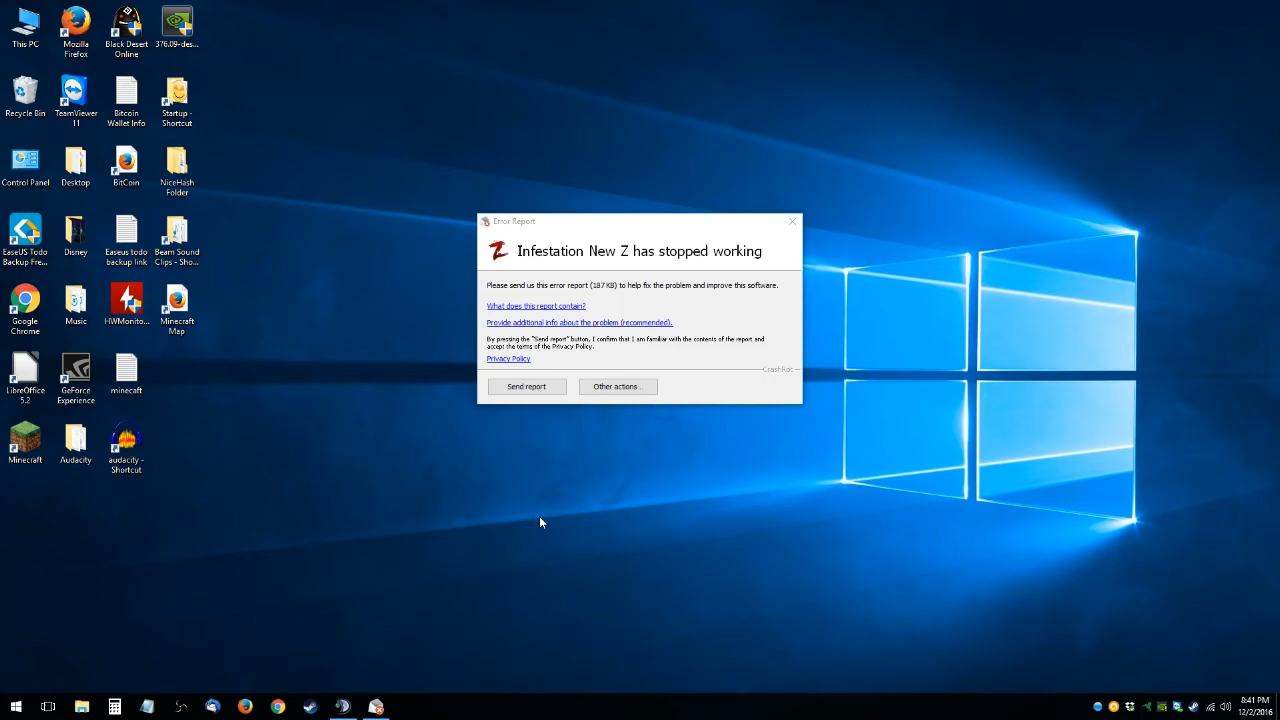 This PC
Mozilla
Firefox
Black Desert
Online
376.09-des...
Recycle Bin
TeamViewer
11
Bitcoin
Wallet Info
Startup -
Shortcut
Control Panel
Desktop
BitCoin
NiceHash
Folder
EaseUS Todo
Backup Fre...
Disney
Easeus todo
backup link
Beam Sound
Clips - Sho...
Google
Chrome
Music
HWMonito...
Minecraft
Map
LibreOffice
5.2
GeForce
Experience
minecaft
Minecraft
Audacity
audacity -
Shortcut
Error Report
Infestation New Z has stopped working
Please send us this error report (187 KB) to help fix the problem and improve this software.
What does this report contain?
Provide additional info about the problem (recommended).
By pressing the "Send report" button, I confirm that I am familiar with the contents of the report and
accept the terms of the Privacy Policy.
Privacy Policy
CrashRpt
Send report
Other actions...
8:41 PM
12/2/2016